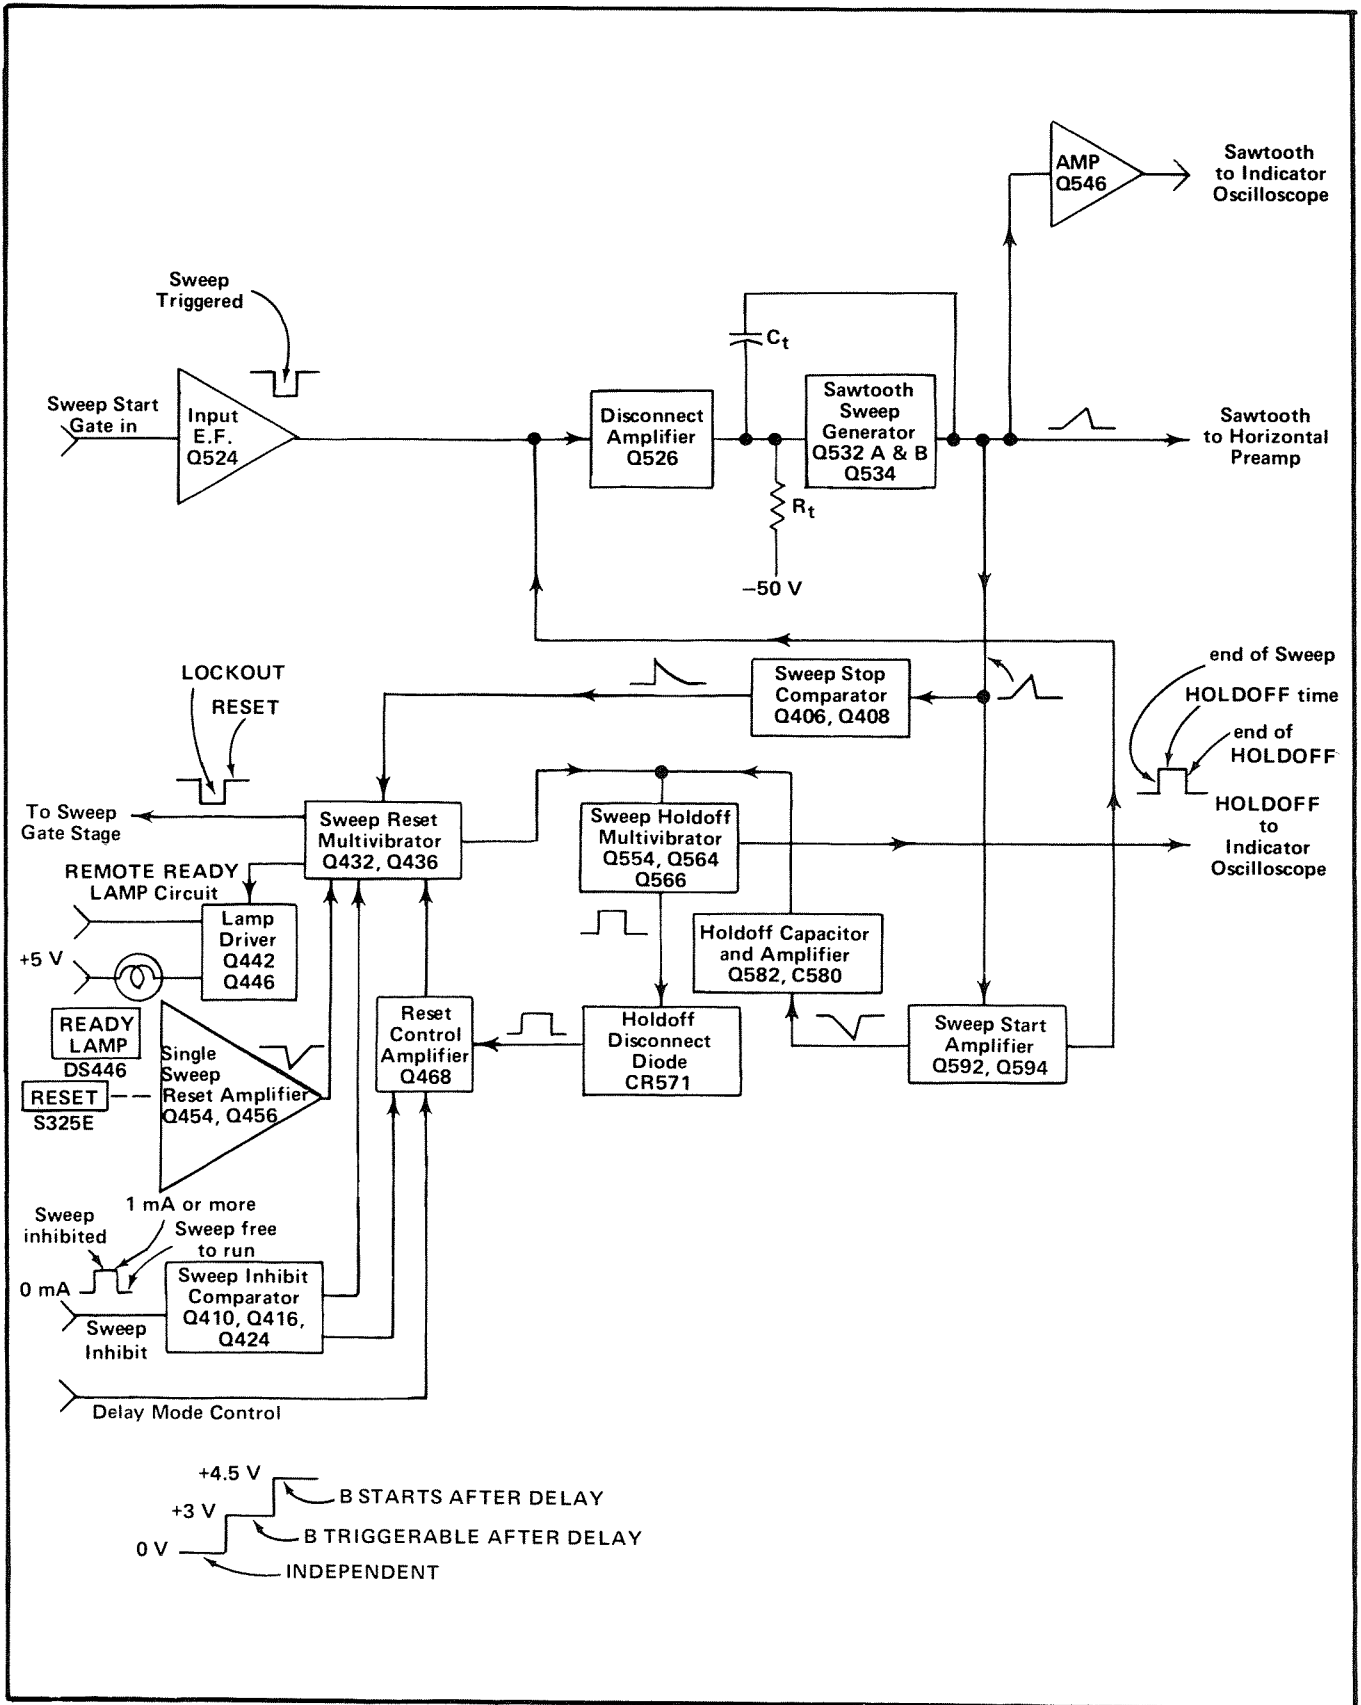 AMP
Q546
Sawtooth
to Indicator
Oscilloscope
Sweep
Triggered
Sweep Start
Gate in
Input
E.F.
Q524
Disconnect
Amplifier
Q526
Ct
Rt
−50 V
Sawtooth
Sweep
Generator
Q532 A & B
Q534
Sawtooth
to Horizontal
Preamp
LOCKOUT
RESET
Sweep Stop
Comparator
Q406, Q408
end of Sweep
HOLDOFF time
end of
HOLDOFF
To Sweep
Gate Stage
Sweep Reset
Multivibrator
Q432, Q436
Sweep Holdoff
Multivibrator
Q554, Q564
Q566
HOLDOFF
to
Indicator
Oscilloscope
REMOTE READY
LAMP Circuit
+5 V
Lamp
Driver
Q442
Q446
Holdoff Capacitor
and Amplifier
Q582, C580
READY
LAMP
DS446
RESET
S325E
Single
Sweep
Reset Amplifier
Q454, Q456
Reset
Control
Amplifier
Q468
Holdoff
Disconnect
Diode
CR571
Sweep Start
Amplifier
Q592, Q594
Sweep
inhibited
1 mA or more
Sweep free
to run
0 mA
Sweep
Inhibit
Sweep Inhibit
Comparator
Q410, Q416,
Q424
Delay Mode Control
+4.5 V
B STARTS AFTER DELAY
+3 V
B TRIGGERABLE AFTER DELAY
0 V
INDEPENDENT